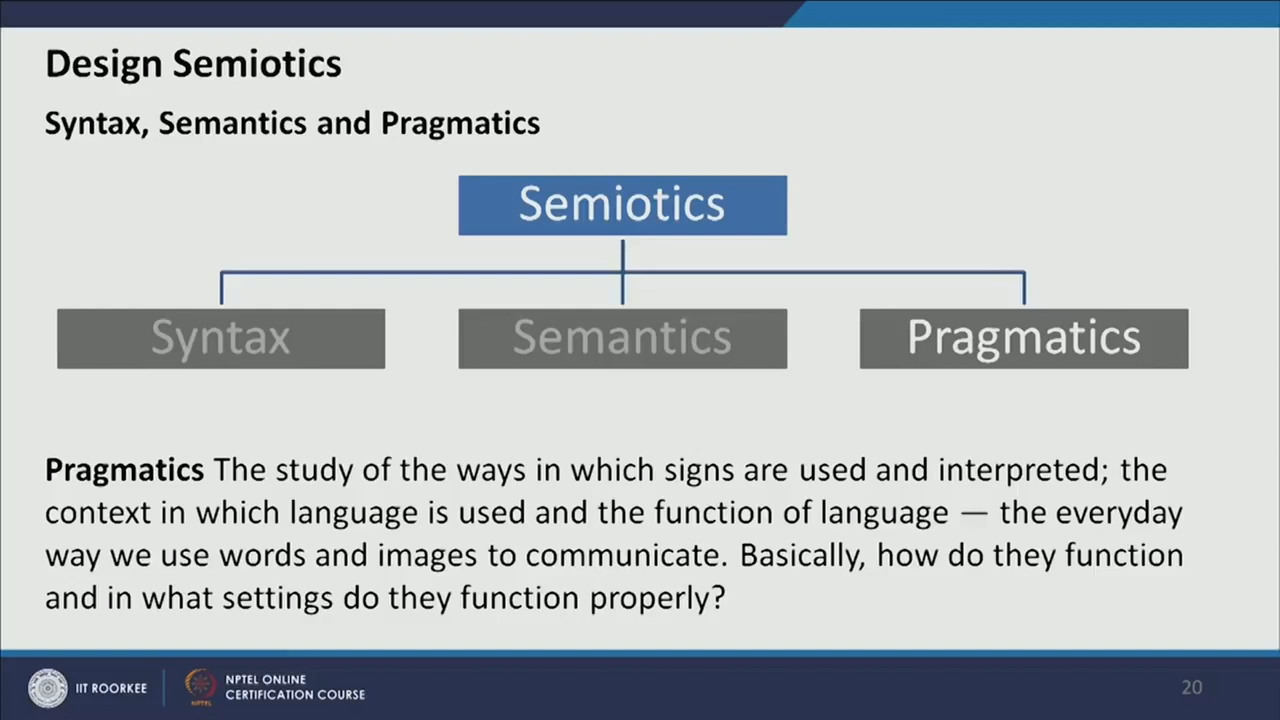 Design Semiotics
Syntax, Semantics and Pragmatics
Semiotics
Syntax
Semantics
Pragmatics
Pragmatics The study of the ways in which signs are used and interpreted; the
context in which language is used and the function of language — the everyday
way we use words and images to communicate. Basically, how do they function
and in what settings do they function properly?
IIT ROORKEE
NPTEL
NPTEL ONLINE
CERTIFICATION COURSE
20